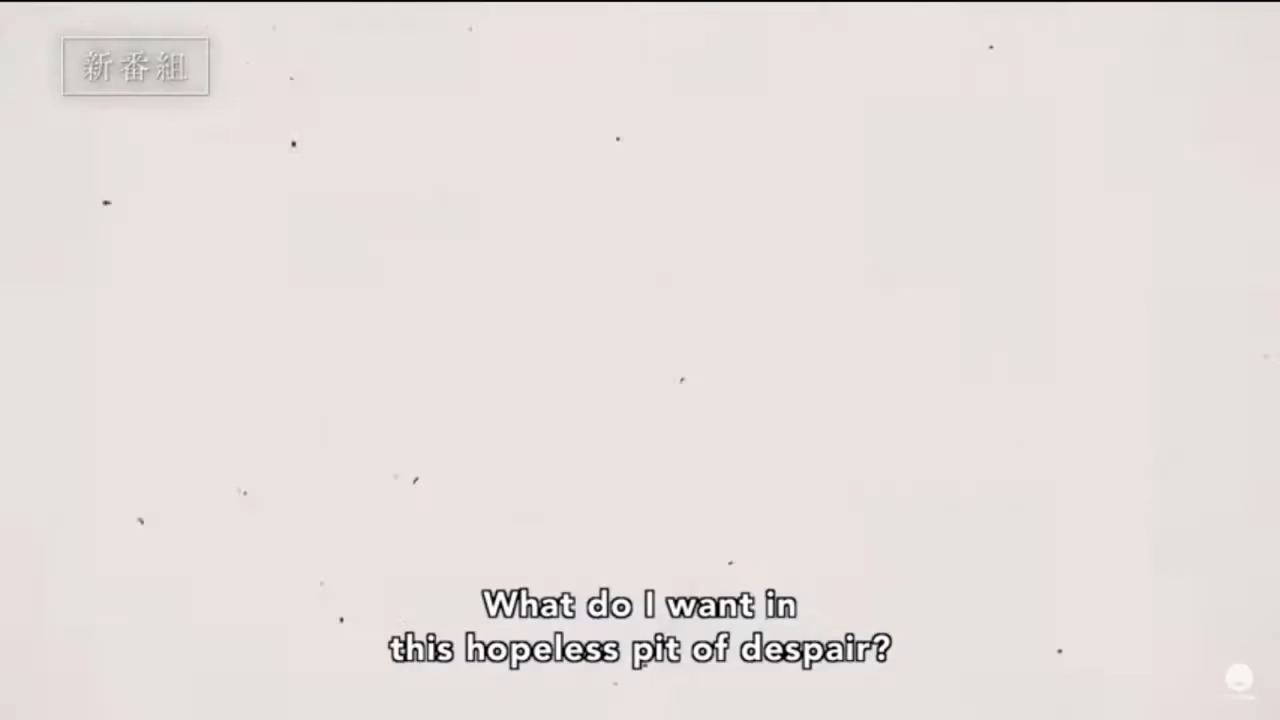 新番組
What do I want in
this hopeless pit of despair?